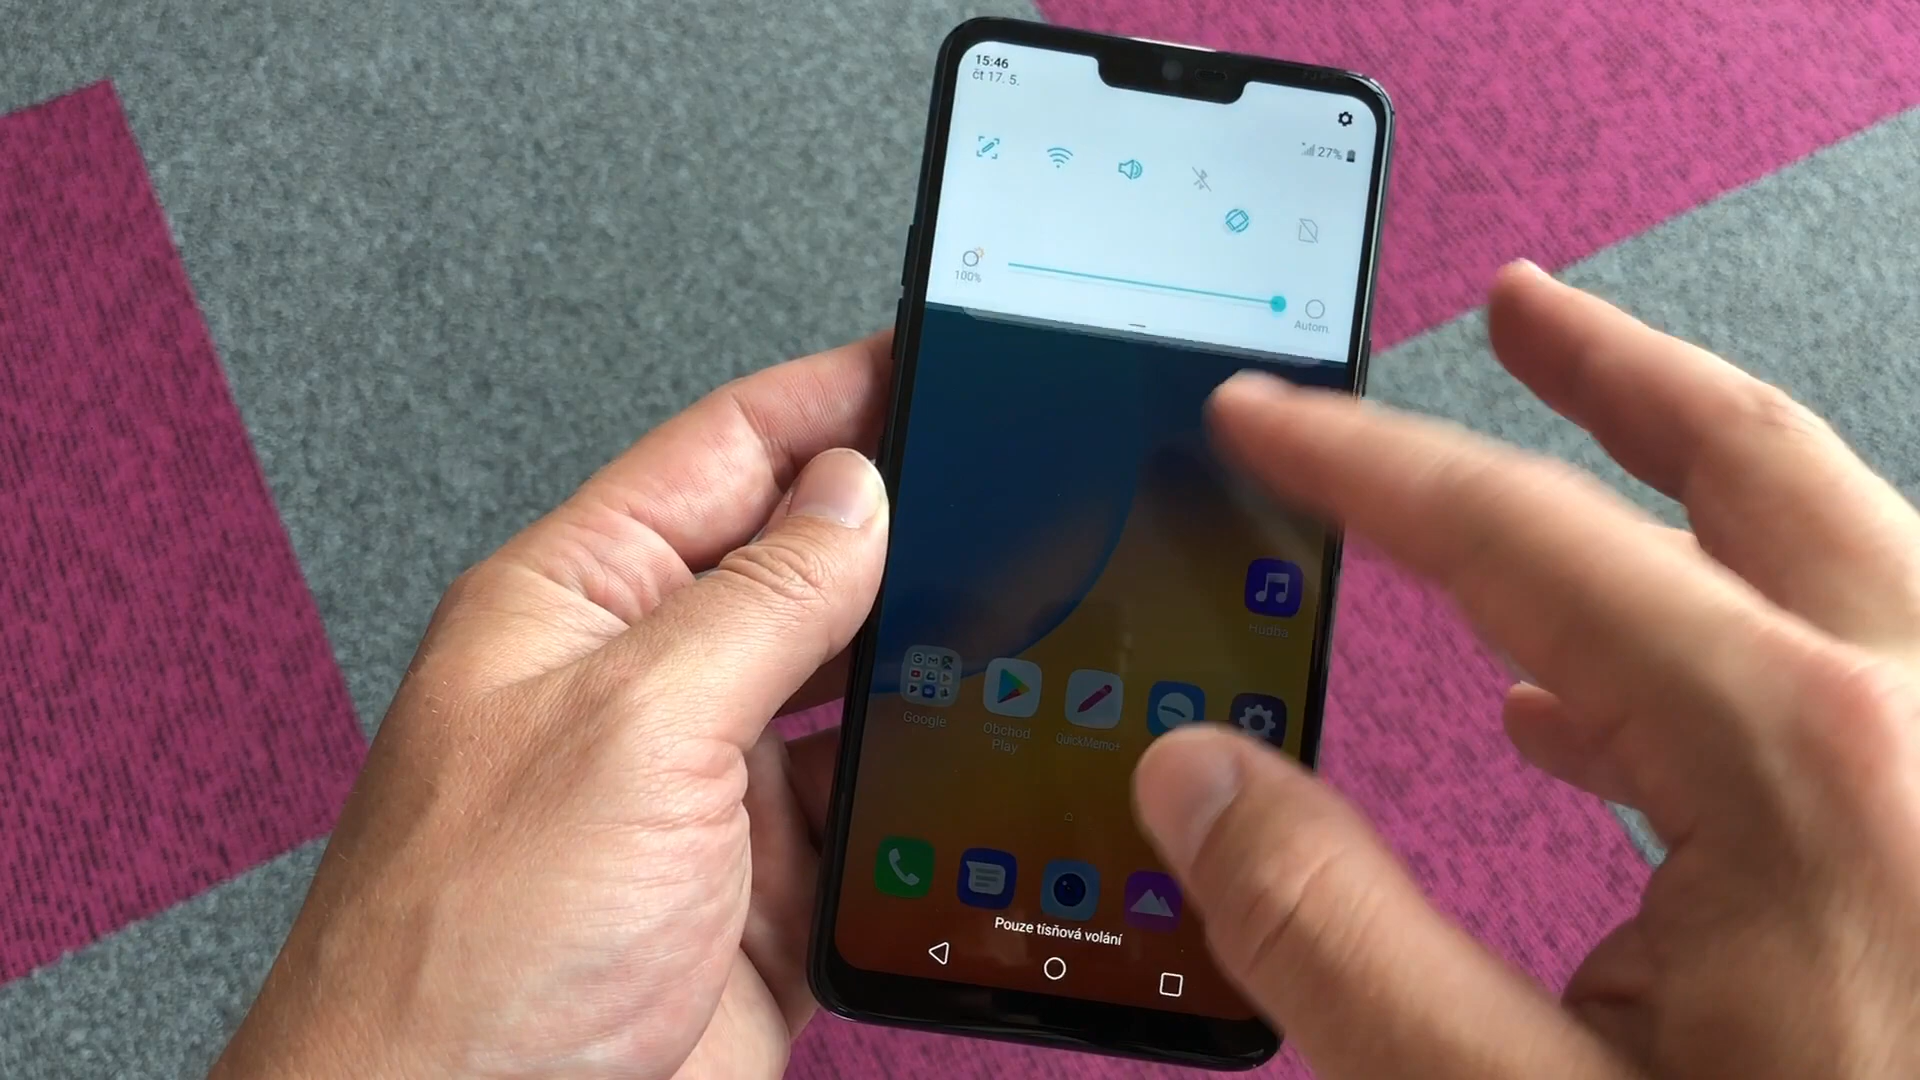 15:46
čt 17. 5.
27%
100%
Autom.
Hudba
Google
Obchod
Play
QuickMemo+
Pouze tísňová volání